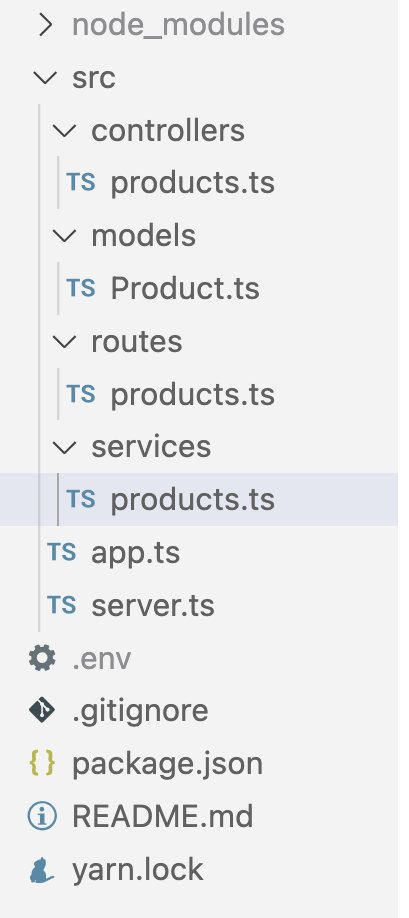 node_modules
src
controllers
TS products.ts
models
TS Product.ts
routes
TS products.ts
services
TS products.ts
TS app.ts
TS server.ts
.env
.gitignore
{} package.json
README.md
yarn.lock